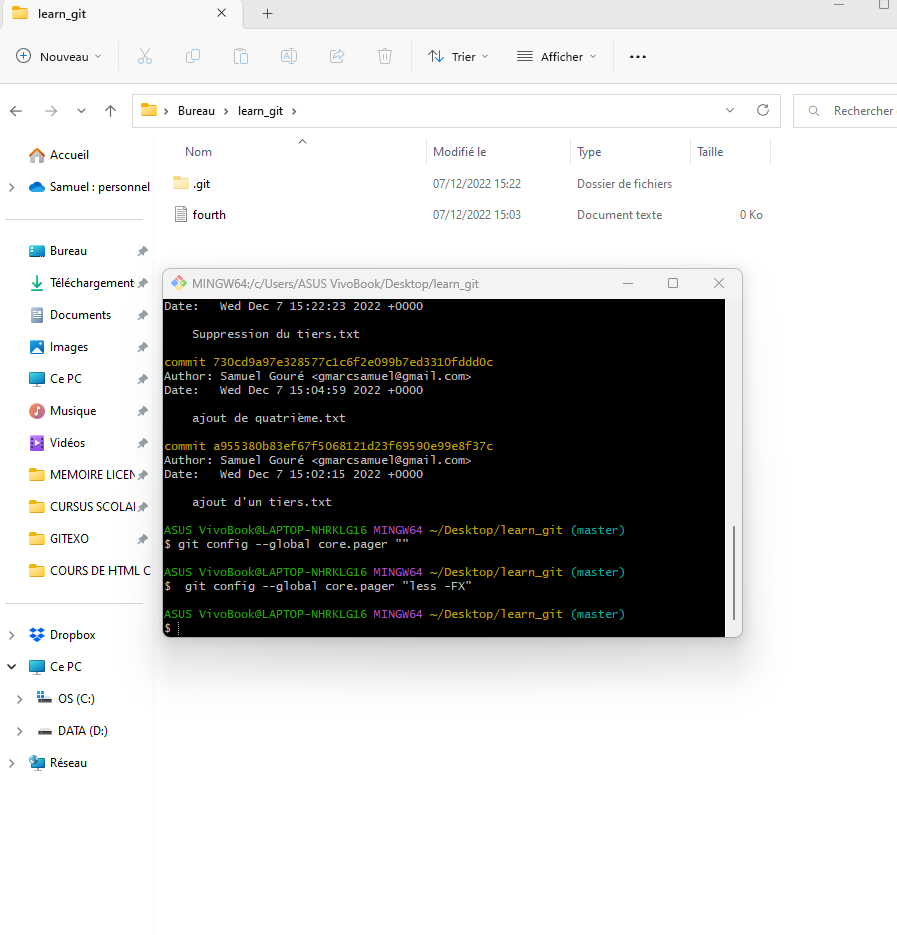 learn_git
Nouveau
Trier
Afficher
Bureau
learn_git
Rechercher
Nom
Modifié le
Type
Taille
.git
07/12/2022 15:22
Dossier de fichiers
fourth
07/12/2022 15:03
Document texte
0 Ko
Accueil
Samuel : personnel
Bureau
Téléchargement
Documents
Images
Ce PC
Musique
Vidéos
MEMOIRE LICEN
CURSUS SCOLAI
GITEXO
COURS DE HTML C
Dropbox
Ce PC
OS (C:)
DATA (D:)
Réseau
MINGW64:/c/Users/ASUS VivoBook/Desktop/learn_git
Date:   Wed Dec 7 15:22:23 2022 +0000
Suppression du tiers.txt
commit 730cd9a97e328577c1c6f2e099b7ed3310fddd0c
Author: Samuel Gouré <gmarcsamuel@gmail.com>
Date:   Wed Dec 7 15:04:59 2022 +0000
ajout de quatrième.txt
commit a955380b83ef67f5068121d23f69590e99e8f37c
Author: Samuel Gouré <gmarcsamuel@gmail.com>
Date:   Wed Dec 7 15:02:15 2022 +0000
ajout d'un tiers.txt
ASUS VivoBook@LAPTOP-NHRKLG16 MINGW64 ~/Desktop/learn_git (master)
$ git config --global core.pager ""
ASUS VivoBook@LAPTOP-NHRKLG16 MINGW64 ~/Desktop/learn_git (master)
$  git config --global core.pager "less -FX"
ASUS VivoBook@LAPTOP-NHRKLG16 MINGW64 ~/Desktop/learn_git (master)
$